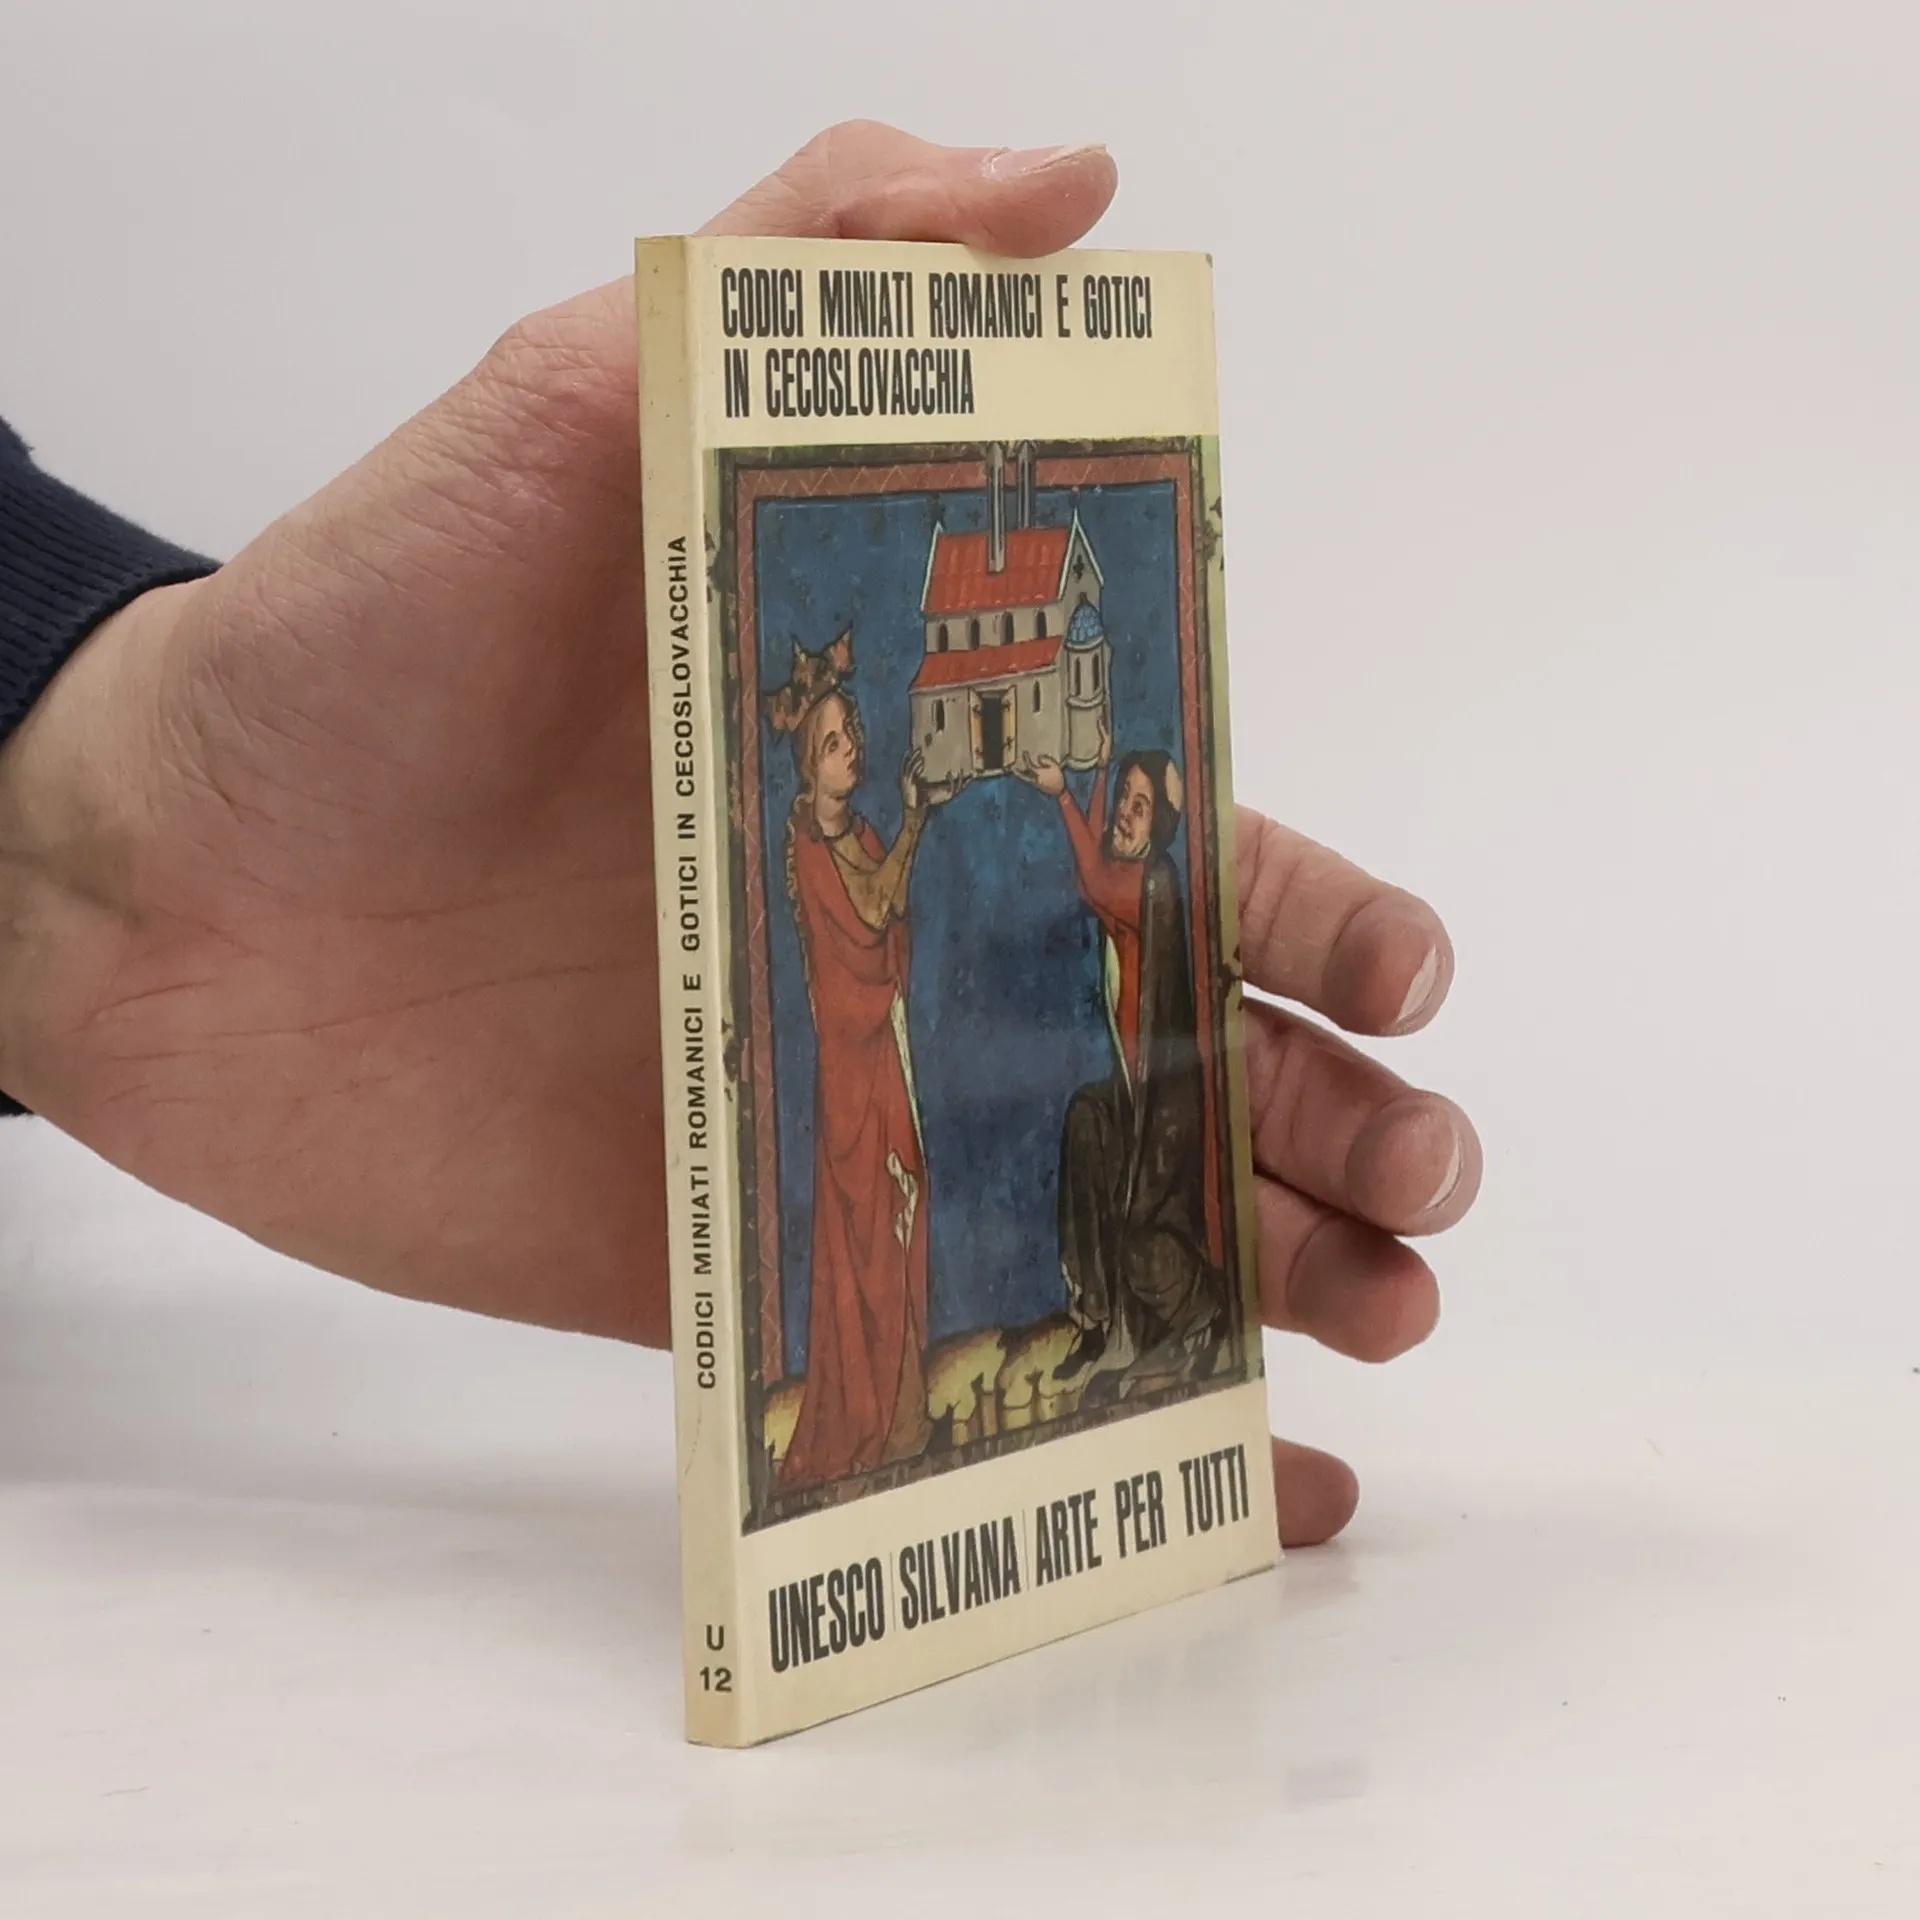 CODICI MINIATI ROMANICI E GOTICI
IN CECOSLOVACCHIA
UNESCO|SILVANA|ARTE PER TUTTI
CODICI MINIATI ROMANICI E GOTICI IN CECOSLOVACCHIA
U
12